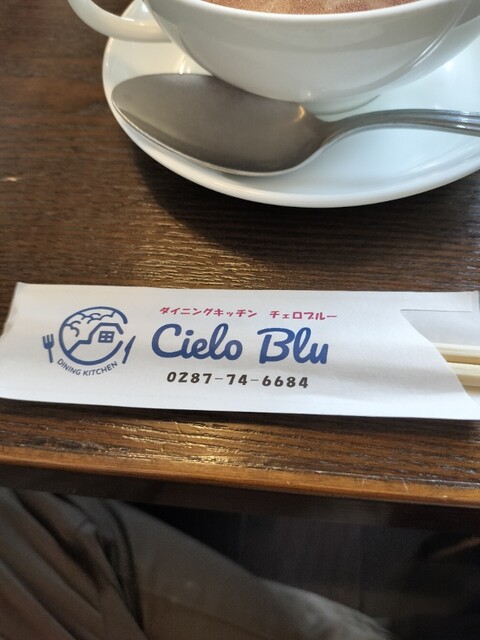 ダイニングキッチン チェロブルー
Cielo Blu
0287-74-6684
DINING KITCHEN